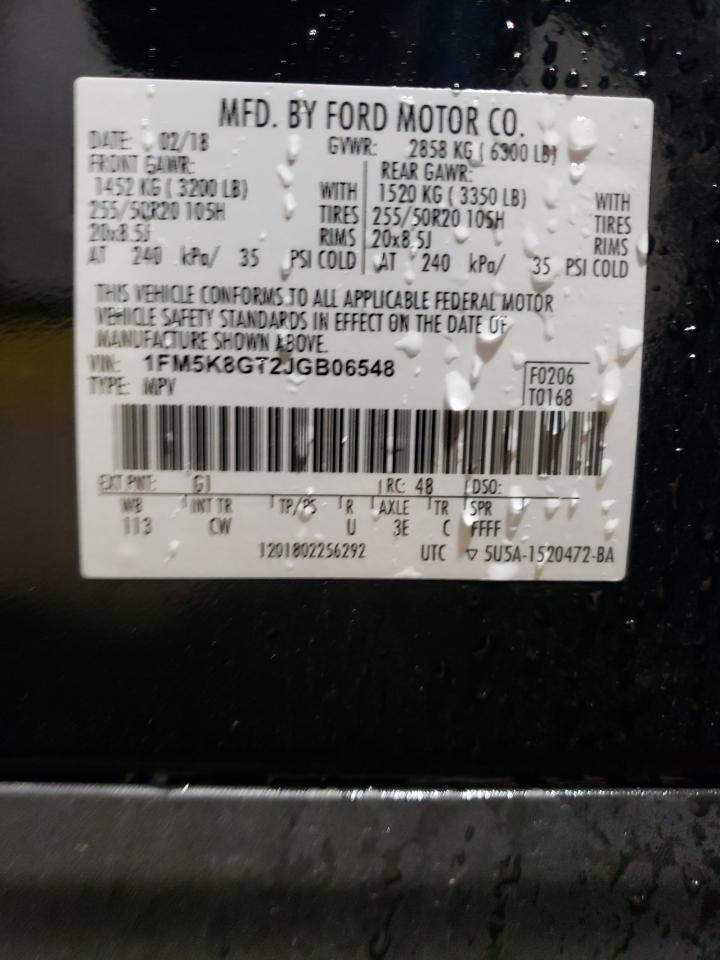 MFD. BY FORD MOTOR CO.
DATE: 02/18 GVWR: 2858 KG ( 6300 LB)
FRONT GAWR: REAR GAWR:
1452 KG ( 3200 LB) WITH 1520 KG ( 3350 LB) WITH
255/50R20 105H TIRES 255/50R20 105H TIRES
20x8.5J RIMS 20x8.5J RIMS
AT 240 kPa/ 35 PSI COLD AT 240 kPa/ 35 PSI COLD
THIS VEHICLE CONFORMS TO ALL APPLICABLE FEDERAL MOTOR
VEHICLE SAFETY STANDARDS IN EFFECT ON THE DATE OF
MANUFACTURE SHOWN ABOVE.
VIN: 1FM5K8GT2JGB06548
TYPE: MPV
F0206
T0168
EXT PNT: G1 RC: 48 DSO:
WB INT TR TP/PS R AXLE TR SPR
113 CW U 3E C FFFF
1201802256292 UTC ▽ 5U5A-1520472-BA